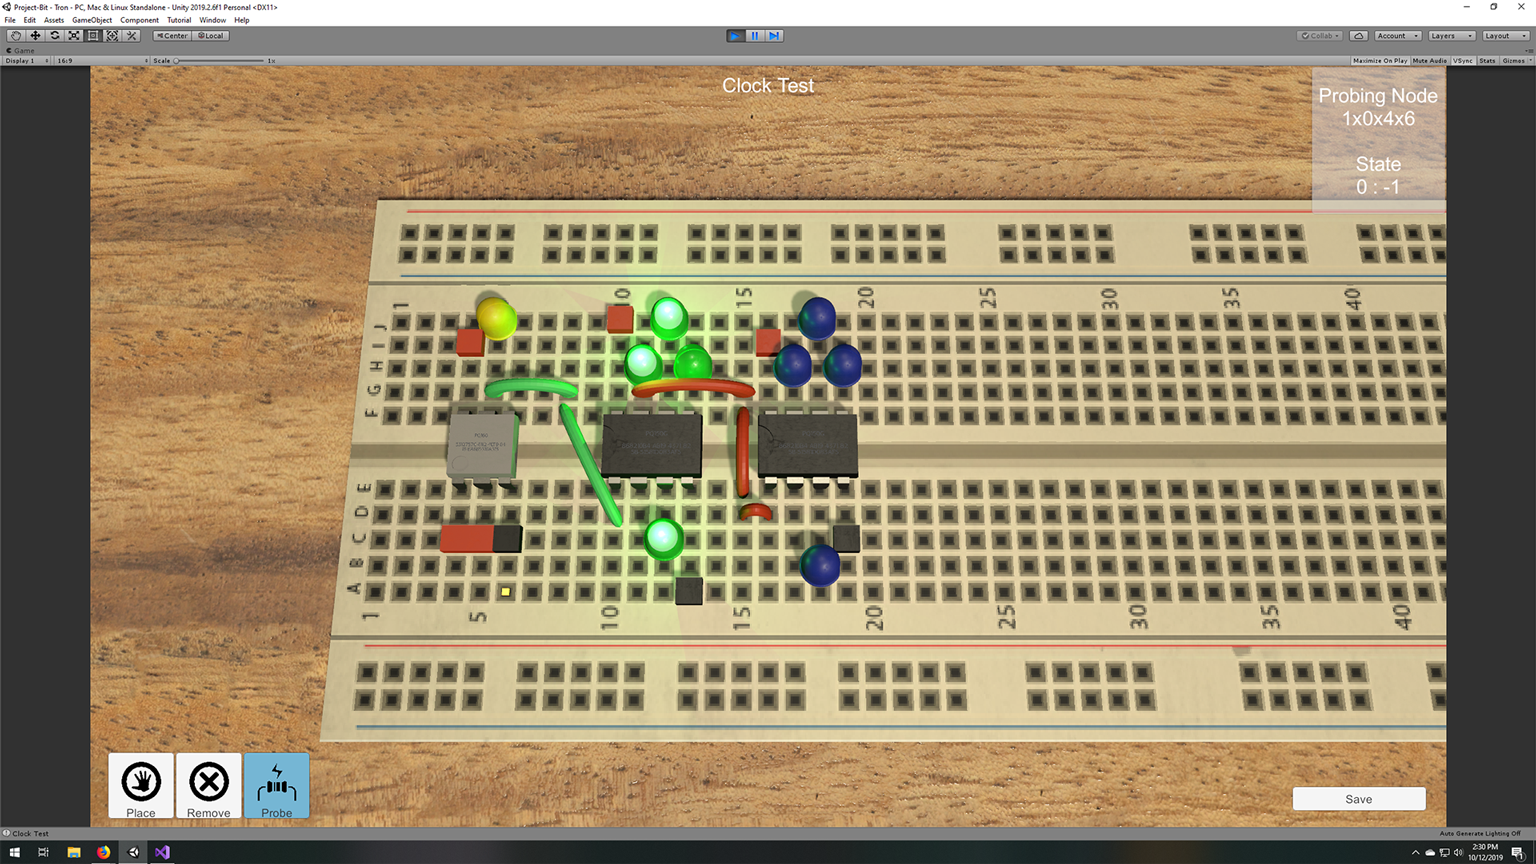 Project-Bit - Tron - PC, Mac & Linux Standalone - Unity 2019.2.6f1 Personal <DX11>
File Edit Assets GameObject Component Tutorial Window Help
Center Local Collab Account Layers Layout
Game
Display 1 16:9 Scale 1x Maximize On Play Mute Audio VSync Stats Gizmos
Clock Test
Probing Node
1x0x4x6
State
0 : -1
1 10 15 20 25 30 35 40
J
I
H
G
F
E
D
C
B
A
1 5 10 15 20 25 30 35 40
Place Remove Probe
Save
Clock Test
Auto Generate Lighting Off
2:30 PM
10/12/2019